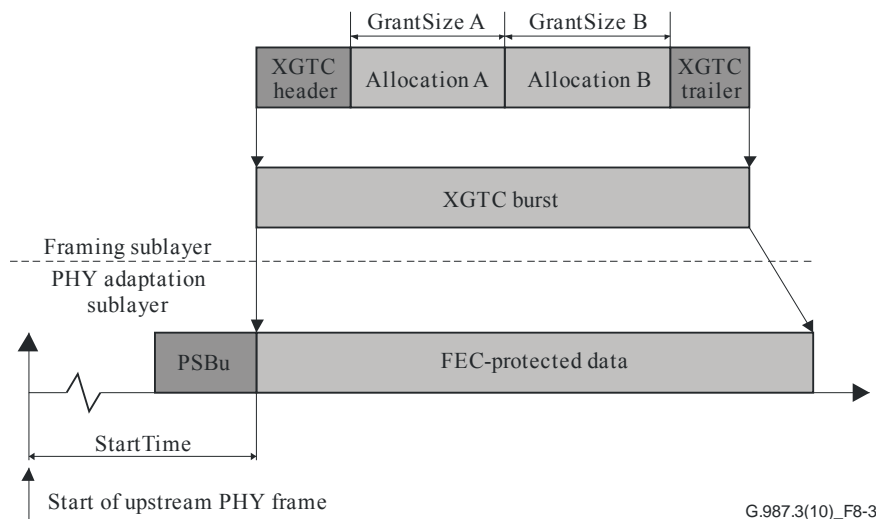 GrantSize A GrantSize B
XGTC header Allocation A Allocation B XGTC trailer
XGTC burst
Framing sublayer
PHY adaptation
sublayer
PSBu FEC-protected data
StartTime
Start of upstream PHY frame
G.987.3(10)_F8-3